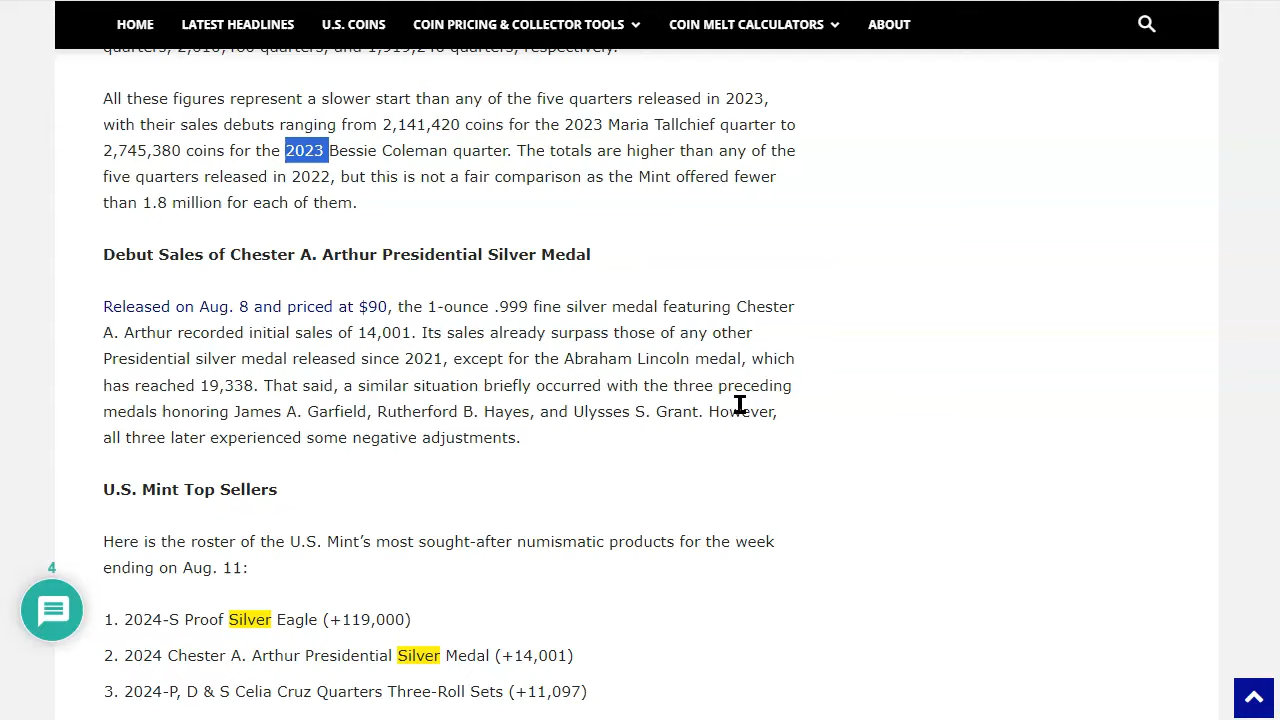 HOME LATEST HEADLINES U.S. COINS COIN PRICING & COLLECTOR TOOLS COIN MELT CALCULATORS ABOUT
quarters, 2,010,460 quarters, and 1,919,240 quarters, respectively.
All these figures represent a slower start than any of the five quarters released in 2023,
with their sales debuts ranging from 2,141,420 coins for the 2023 Maria Tallchief quarter to
2,745,380 coins for the 2023 Bessie Coleman quarter. The totals are higher than any of the
five quarters released in 2022, but this is not a fair comparison as the Mint offered fewer
than 1.8 million for each of them.
Debut Sales of Chester A. Arthur Presidential Silver Medal
Released on Aug. 8 and priced at $90, the 1-ounce .999 fine silver medal featuring Chester
A. Arthur recorded initial sales of 14,001. Its sales already surpass those of any other
Presidential silver medal released since 2021, except for the Abraham Lincoln medal, which
has reached 19,338. That said, a similar situation briefly occurred with the three preceding
medals honoring James A. Garfield, Rutherford B. Hayes, and Ulysses S. Grant. However,
all three later experienced some negative adjustments.
U.S. Mint Top Sellers
Here is the roster of the U.S. Mint’s most sought-after numismatic products for the week
ending on Aug. 11:
4
1. 2024-S Proof Silver Eagle (+119,000)
2. 2024 Chester A. Arthur Presidential Silver Medal (+14,001)
3. 2024-P, D & S Celia Cruz Quarters Three-Roll Sets (+11,097)